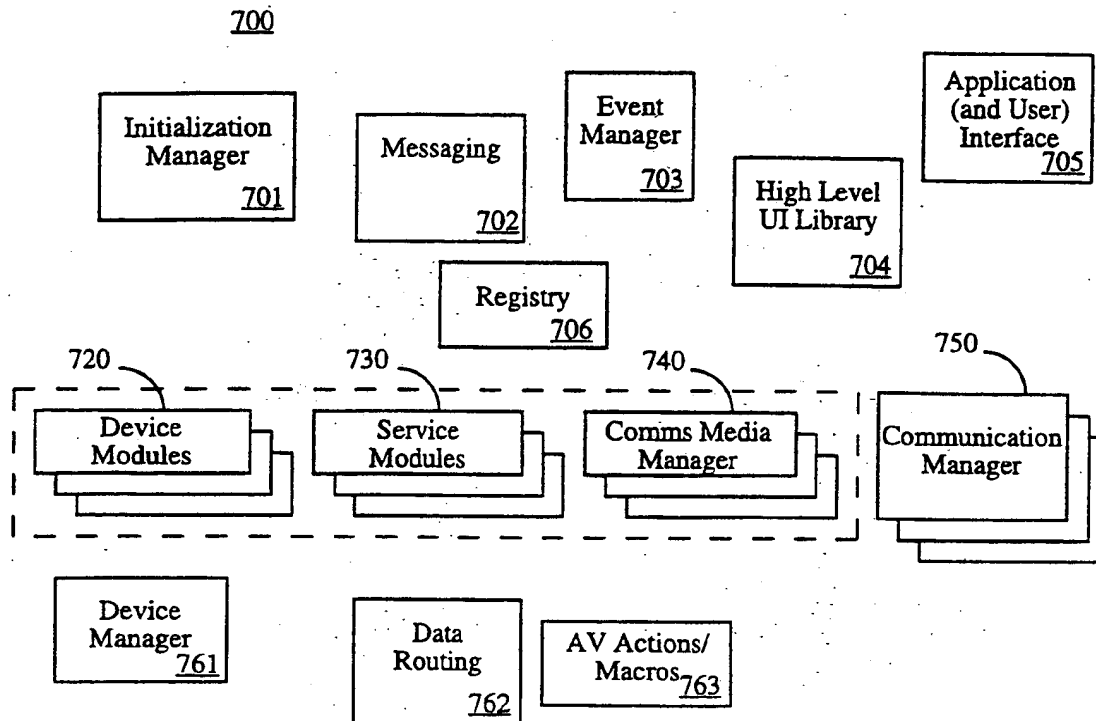 700
Initialization
Manager
701
Messaging
702
Event
Manager
703
High Level
UI Library
704
Application
(and User)
Interface
705
Registry
706
720
730
740
750
Device
Modules
Service
Modules
Comms Media
Manager
Communication
Manager
Device
Manager
761
Data
Routing
762
AV Actions/
Macros
763